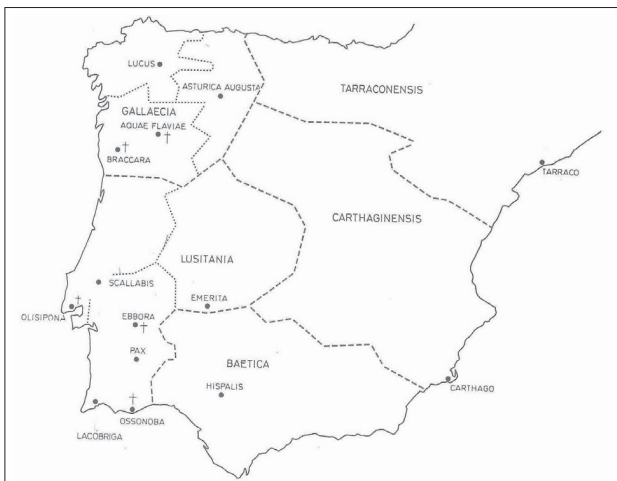 LUCUS
ASTURICA AUGUSTA
TARRACONENSIS
GALLAECIA
AQUAE FLAVIAE
BRACCARA
TARRACO
CARTHAGINENSIS
LUSITANIA
SCALLABIS
EMERITA
OLISIPONA
EBBORA
PAX
BAETICA
HISPALIS
CARTHAGO
LACOBRIGA
OSSONOBA